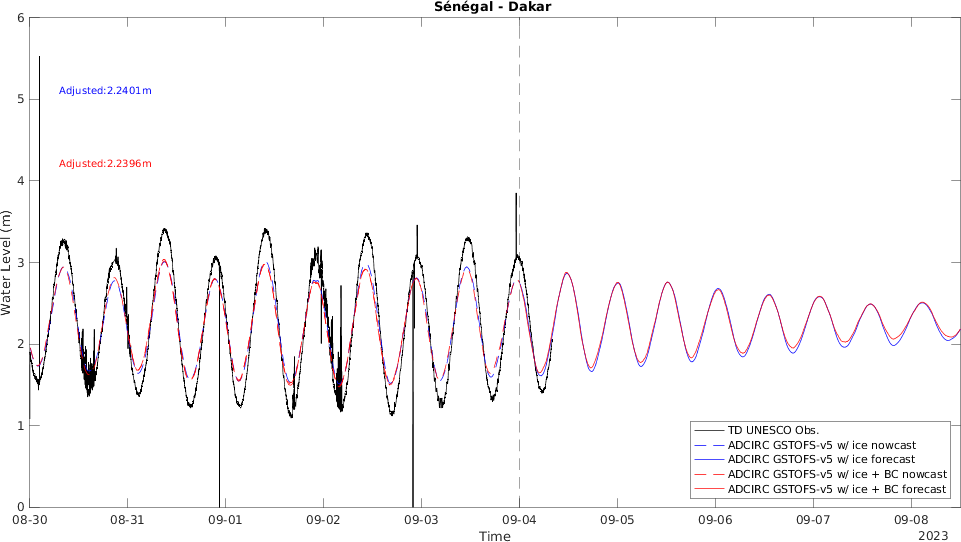 Sénégal - Dakar
6
5
4
3
2
1
0
Water Level (m)
Adjusted:2.2401m
Adjusted:2.2396m
TD UNESCO Obs.
ADCIRC GSTOFS-v5 w/ ice nowcast
ADCIRC GSTOFS-v5 w/ ice forecast
ADCIRC GSTOFS-v5 w/ ice + BC nowcast
ADCIRC GSTOFS-v5 w/ ice + BC forecast
08-30 08-31 09-01 09-02 09-03 09-04 09-05 09-06 09-07 09-08
Time
2023